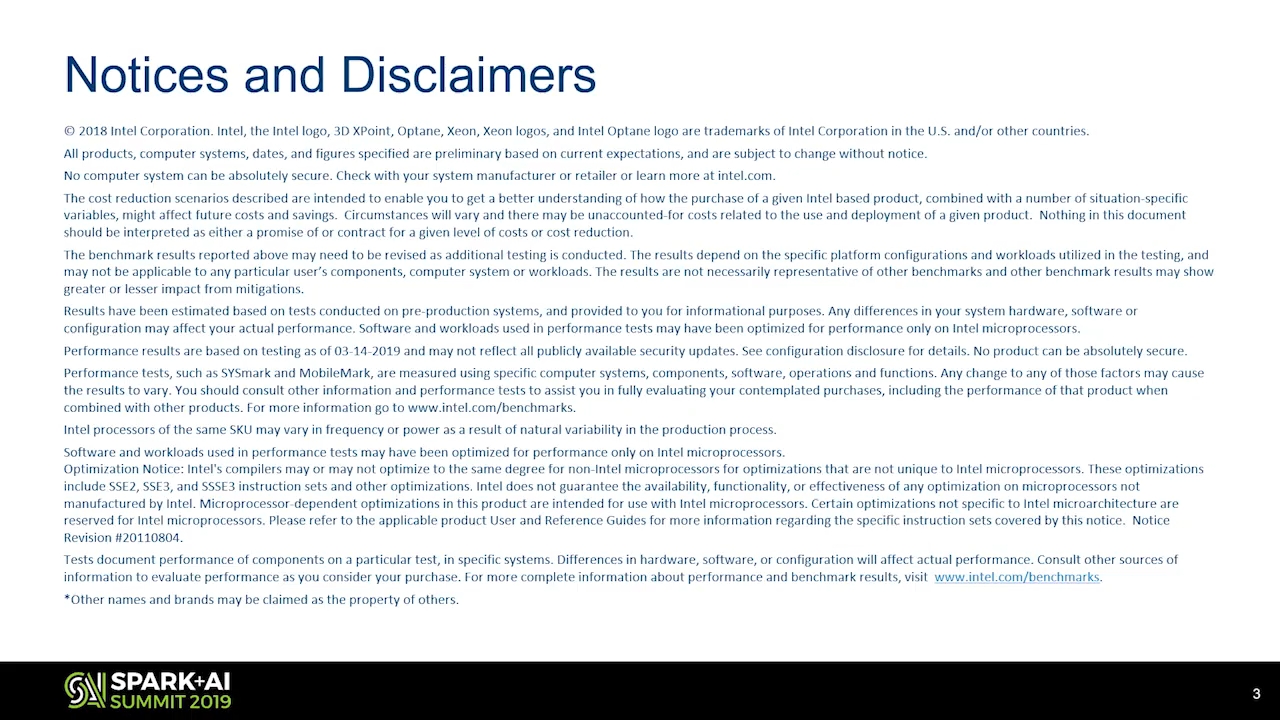 Notices and Disclaimers
© 2018 Intel Corporation. Intel, the Intel logo, 3D XPoint, Optane, Xeon, Xeon logos, and Intel Optane logo are trademarks of Intel Corporation in the U.S. and/or other countries.
All products, computer systems, dates, and figures specified are preliminary based on current expectations, and are subject to change without notice.
No computer system can be absolutely secure. Check with your system manufacturer or retailer or learn more at intel.com.
The cost reduction scenarios described are intended to enable you to get a better understanding of how the purchase of a given Intel based product, combined with a number of situation-specific
variables, might affect future costs and savings.  Circumstances will vary and there may be unaccounted-for costs related to the use and deployment of a given product.  Nothing in this document
should be interpreted as either a promise of or contract for a given level of costs or cost reduction.
The benchmark results reported above may need to be revised as additional testing is conducted. The results depend on the specific platform configurations and workloads utilized in the testing, and
may not be applicable to any particular user’s components, computer system or workloads. The results are not necessarily representative of other benchmarks and other benchmark results may show
greater or lesser impact from mitigations.
Results have been estimated based on tests conducted on pre-production systems, and provided to you for informational purposes. Any differences in your system hardware, software or
configuration may affect your actual performance. Software and workloads used in performance tests may have been optimized for performance only on Intel microprocessors.
Performance results are based on testing as of 03-14-2019 and may not reflect all publicly available security updates. See configuration disclosure for details. No product can be absolutely secure.
Performance tests, such as SYSmark and MobileMark, are measured using specific computer systems, components, software, operations and functions. Any change to any of those factors may cause
the results to vary. You should consult other information and performance tests to assist you in fully evaluating your contemplated purchases, including the performance of that product when
combined with other products. For more information go to www.intel.com/benchmarks.
Intel processors of the same SKU may vary in frequency or power as a result of natural variability in the production process.
Software and workloads used in performance tests may have been optimized for performance only on Intel microprocessors.
Optimization Notice: Intel's compilers may or may not optimize to the same degree for non-Intel microprocessors for optimizations that are not unique to Intel microprocessors. These optimizations
include SSE2, SSE3, and SSSE3 instruction sets and other optimizations. Intel does not guarantee the availability, functionality, or effectiveness of any optimization on microprocessors not
manufactured by Intel. Microprocessor-dependent optimizations in this product are intended for use with Intel microprocessors. Certain optimizations not specific to Intel microarchitecture are
reserved for Intel microprocessors. Please refer to the applicable product User and Reference Guides for more information regarding the specific instruction sets covered by this notice.  Notice
Revision #20110804.
Tests document performance of components on a particular test, in specific systems. Differences in hardware, software, or configuration will affect actual performance. Consult other sources of
information to evaluate performance as you consider your purchase. For more complete information about performance and benchmark results, visit  www.intel.com/benchmarks.
*Other names and brands may be claimed as the property of others.
SPARK+AI
SUMMIT 2019
3